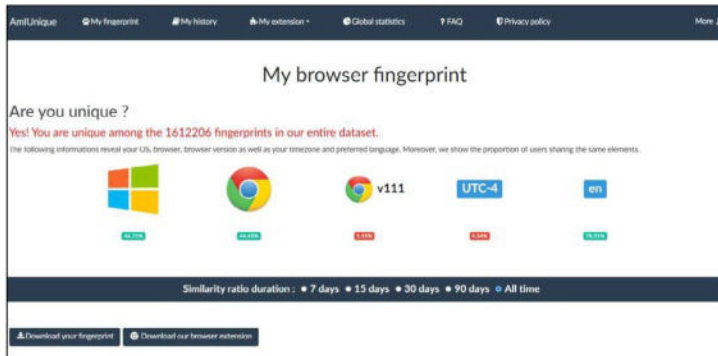 AmIUnique My fingerprint My history My extension Global statistics ? FAQ Privacy policy More
My browser fingerprint
Are you unique ?
Yes! You are unique among the 1612206 fingerprints in our entire dataset.
The following informations reveal your OS, browser, browser version as well as your timezone and preferred language. Moreover, we show the proportion of users sharing the same elements.
v111 UTC-4 en
Similarity ratio duration : 7 days 15 days 30 days 90 days All time
Download your fingerprint Download our browser extension